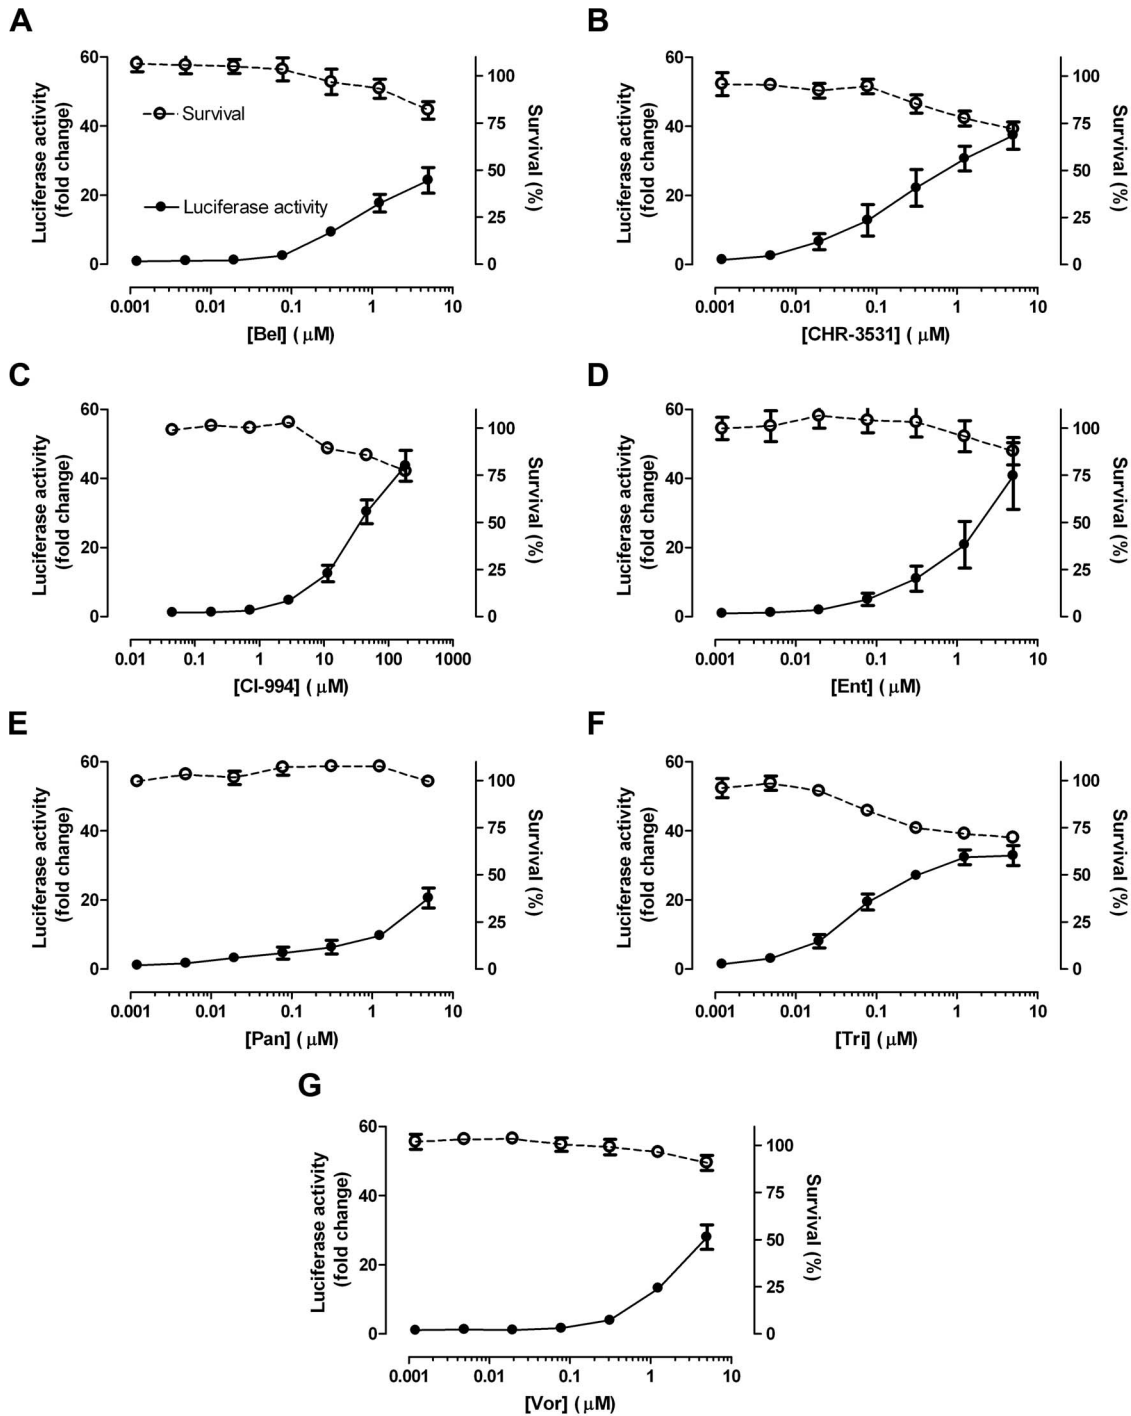 A
60
40
20
0
Luciferase activity
(fold change)
Survival
Luciferase activity
100
75
50
25
0
Survival (%)
0.001 0.01 0.1 1 10
[Bel] ( μM)
B
60
40
20
0
Luciferase activity
(fold change)
100
75
50
25
0
Survival (%)
0.001 0.01 0.1 1 10
[CHR-3531] ( μM)
C
60
40
20
0
Luciferase activity
(fold change)
100
75
50
25
0
Survival (%)
0.01 0.1 1 10 100 1000
[CI-994] (μM)
D
60
40
20
0
Luciferase activity
(fold change)
100
75
50
25
0
Survival (%)
0.001 0.01 0.1 1 10
[Ent] (μM)
E
60
40
20
0
Luciferase activity
(fold change)
100
75
50
25
0
Survival (%)
0.001 0.01 0.1 1 10
[Pan] ( μM)
F
60
40
20
0
Luciferase activity
(fold change)
100
75
50
25
0
Survival (%)
0.001 0.01 0.1 1 10
[Tri] ( μM)
G
60
40
20
0
Luciferase activity
(fold change)
100
75
50
25
0
Survival (%)
0.001 0.01 0.1 1 10
[Vor] (μM)